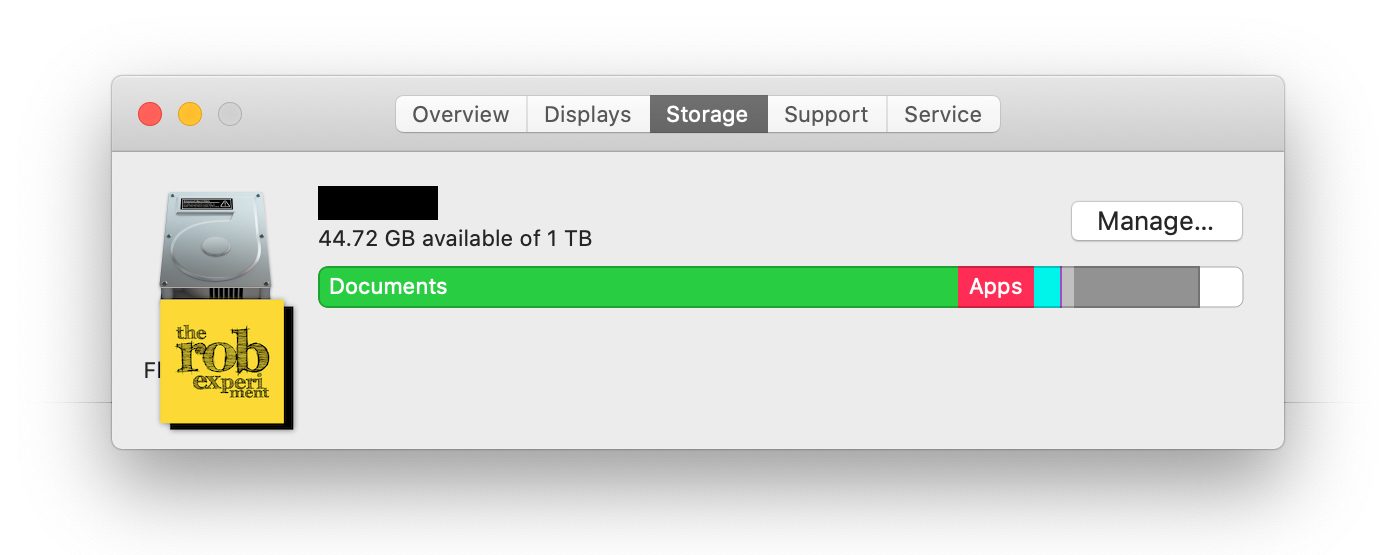 Overview Displays Storage Support Service
44.72 GB available of 1 TB
Manage...
Documents Apps
the
rob
experi
ment